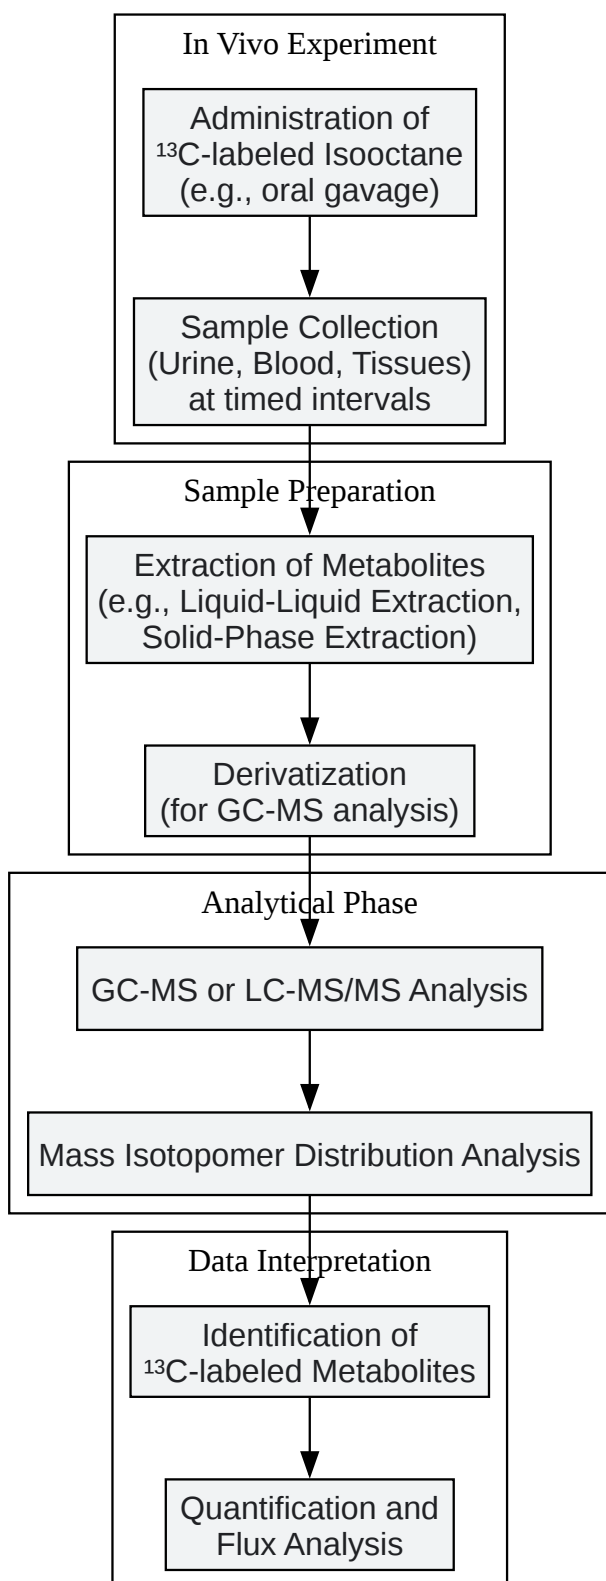 In Vivo Experiment
Administration of
¹³C-labeled Isooctane
(e.g., oral gavage)
Sample Collection
(Urine, Blood, Tissues)
at timed intervals
Sample Preparation
Extraction of Metabolites
(e.g., Liquid-Liquid Extraction,
Solid-Phase Extraction)
Derivatization
(for GC-MS analysis)
Analytical Phase
GC-MS or LC-MS/MS Analysis
Mass Isotopomer Distribution Analysis
Data Interpretation
Identification of
¹³C-labeled Metabolites
Quantification and
Flux Analysis